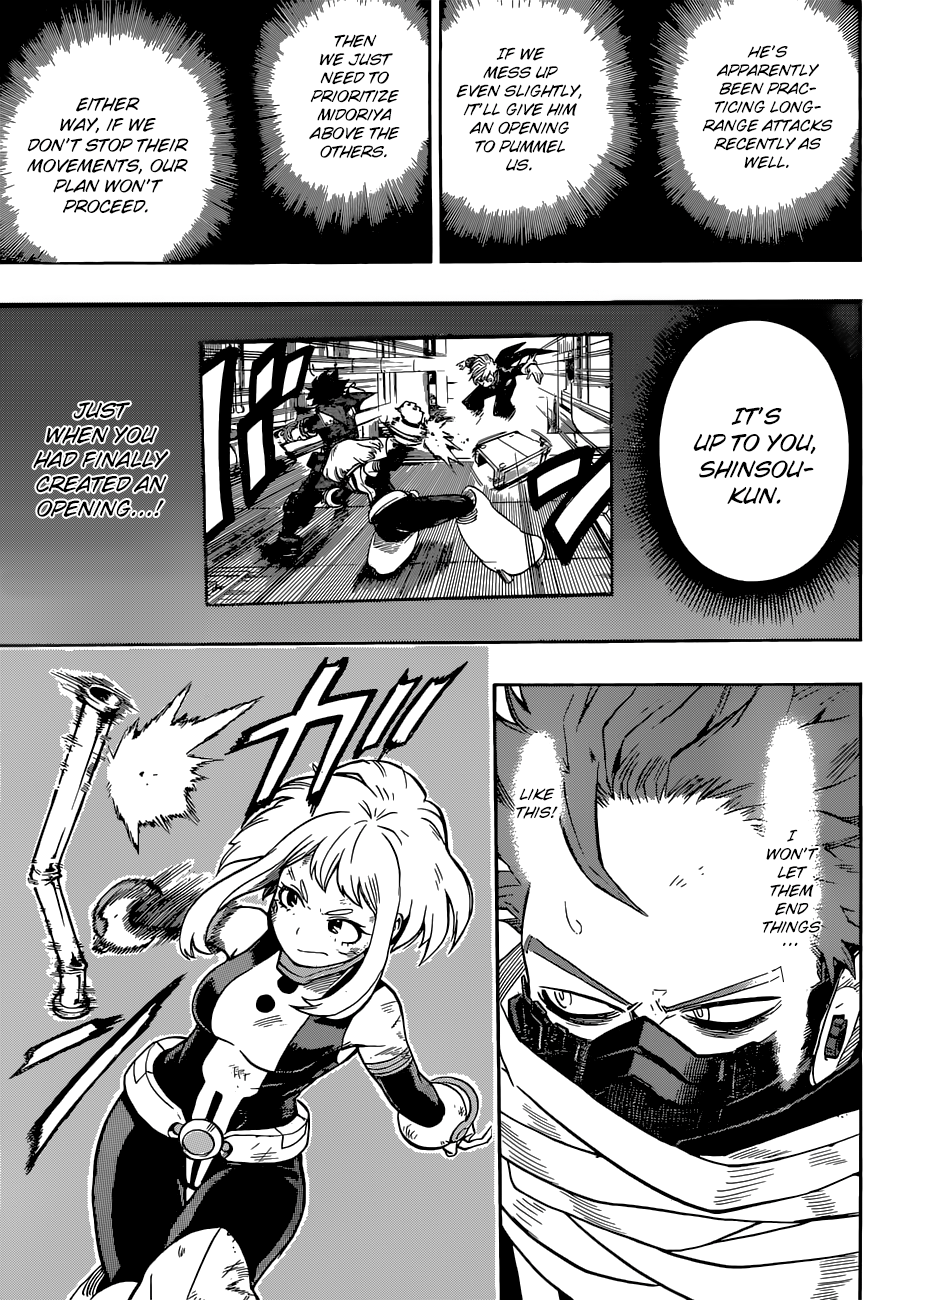 HE'S
APPARENTLY
BEEN PRAC-
TICING LONG-
RANGE ATTACKS
RECENTLY AS
WELL.
IF WE
MESS UP
EVEN SLIGHTLY,
IT'LL GIVE HIM
AN OPENING
TO PUMMEL
US.
THEN
WE JUST
NEED TO
PRIORITIZE
MIDORIYA
ABOVE THE
OTHERS.
EITHER
WAY, IF WE
DON'T STOP THEIR
MOVEMENTS, OUR
PLAN WON'T
PROCEED.
IT'S
UP TO YOU,
SHINSOU-
KUN.
JUST
WHEN YOU
HAD FINALLY
CREATED AN
OPENING...!
I
WON'T
LET
THEM
END
THINGS
...
LIKE
THIS!
ガッ